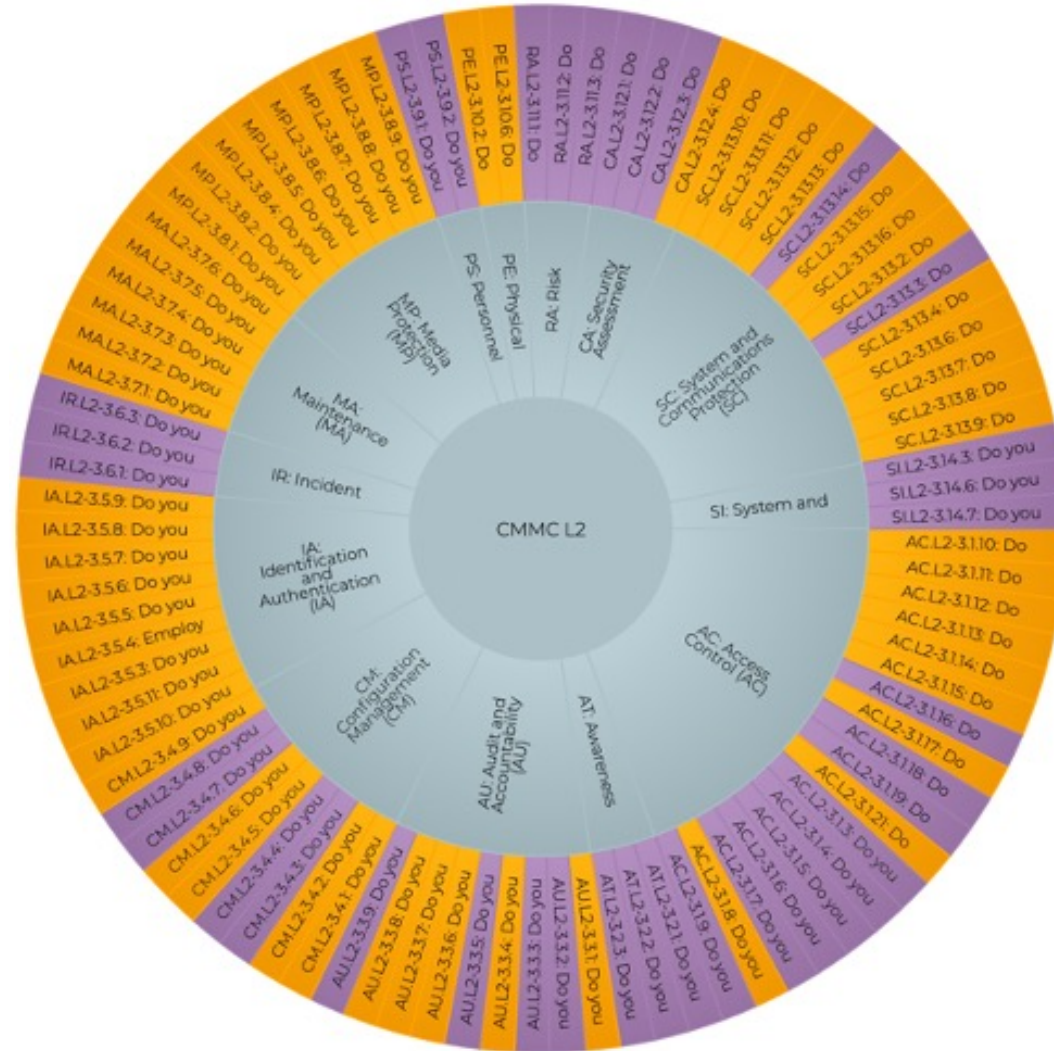 CMMC L2
RA: Risk
CA: Security
Assessment
SC: System and
Communications
Protection
(SC)
SI: System and
AC: Access
Control (AC)
AT: Awareness
AU: Audit and
Accountability
(AU)
CM:
Configuration
Management
(CM)
IA:
Identification
and
Authentication
(IA)
IR: Incident
MA:
Maintenance
(MA)
MP: Media
Protection
(MP)
PS: Personnel
PE: Physical
RA.L2-3.11.1: Do
RA.L2-3.11.2: Do
RA.L2-3.11.3: Do
CA.L2-3.12.1: Do
CA.L2-3.12.2: Do
CA.L2-3.12.3: Do
CA.L2-3.12.4: Do
SC.L2-3.13.10: Do
SC.L2-3.13.11: Do
SC.L2-3.13.12: Do
SC.L2-3.13.13: Do
SC.L2-3.13.14: Do
SC.L2-3.13.15: Do
SC.L2-3.13.16: Do
SC.L2-3.13.2: Do
SC.L2-3.13.3: Do
SC.L2-3.13.4: Do
SC.L2-3.13.6: Do
SC.L2-3.13.7: Do
SC.L2-3.13.8: Do
SC.L2-3.13.9: Do
SI.L2-3.14.3: Do you
SI.L2-3.14.6: Do you
SI.L2-3.14.7: Do you
AC.L2-3.1.10: Do
AC.L2-3.1.11: Do
AC.L2-3.1.12: Do
AC.L2-3.1.13: Do
AC.L2-3.1.14: Do
AC.L2-3.1.15: Do
AC.L2-3.1.16: Do
AC.L2-3.1.17: Do
AC.L2-3.1.18: Do
AC.L2-3.1.19: Do
AC.L2-3.1.21: Do
AC.L2-3.1.3: Do you
AC.L2-3.1.4: Do you
AC.L2-3.1.5: Do you
AC.L2-3.1.6: Do you
AC.L2-3.1.7: Do you
AC.L2-3.1.8: Do you
AC.L2-3.1.9: Do you
AT.L2-3.2.1: Do you
AT.L2-3.2.2: Do you
AT.L2-3.2.3: Do you
AU.L2-3.3.1: Do you
AU.L2-3.3.2: Do you
AU.L2-3.3.3: Do you
AU.L2-3.3.4: Do you
AU.L2-3.3.5: Do you
AU.L2-3.3.6: Do you
AU.L2-3.3.7: Do you
AU.L2-3.3.8: Do you
AU.L2-3.3.9: Do you
CM.L2-3.4.1: Do you
CM.L2-3.4.2: Do you
CM.L2-3.4.3: Do you
CM.L2-3.4.4: Do you
CM.L2-3.4.5: Do you
CM.L2-3.4.6: Do you
CM.L2-3.4.7: Do you
CM.L2-3.4.8: Do you
CM.L2-3.4.9: Do you
IA.L2-3.5.10: Do you
IA.L2-3.5.11: Do you
IA.L2-3.5.3: Do you
IA.L2-3.5.4: Employ
IA.L2-3.5.5: Do you
IA.L2-3.5.6: Do you
IA.L2-3.5.7: Do you
IA.L2-3.5.8: Do you
IA.L2-3.5.9: Do you
IR.L2-3.6.1: Do you
IR.L2-3.6.2: Do you
IR.L2-3.6.3: Do you
MA.L2-3.7.1: Do you
MA.L2-3.7.2: Do you
MA.L2-3.7.3: Do you
MA.L2-3.7.4: Do you
MA.L2-3.7.5: Do you
MA.L2-3.7.6: Do you
MP.L2-3.8.1: Do you
MP.L2-3.8.2: Do you
MP.L2-3.8.4: Do you
MP.L2-3.8.5: Do you
MP.L2-3.8.6: Do you
MP.L2-3.8.7: Do you
MP.L2-3.8.8: Do you
MP.L2-3.8.9: Do you
PS.L2-3.9.1: Do you
PS.L2-3.9.2: Do you
PE.L2-3.10.2: Do
PE.L2-3.10.6: Do